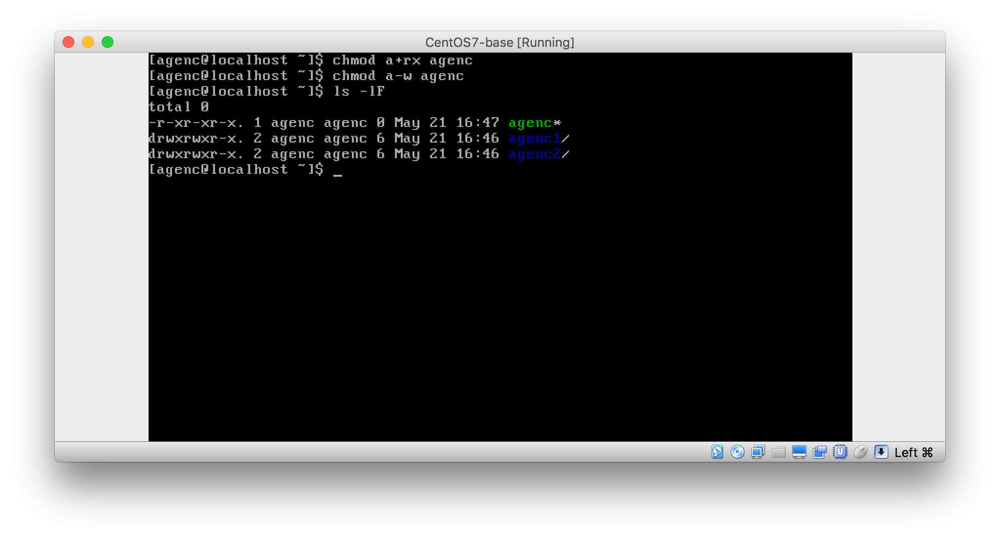 CentOS7-base [Running]
[agenc@localhost ~]$ chmod a+rx agenc
[agenc@localhost ~]$ chmod a-w agenc
[agenc@localhost ~]$ ls -lF
total 0
-r-xr-xr-x. 1 agenc agenc 0 May 21 16:47 agenc*
drwxrwxr-x. 2 agenc agenc 6 May 21 16:46 agenc1/
drwxrwxr-x. 2 agenc agenc 6 May 21 16:46 agenc2/
[agenc@localhost ~]$ _
Left ⌘